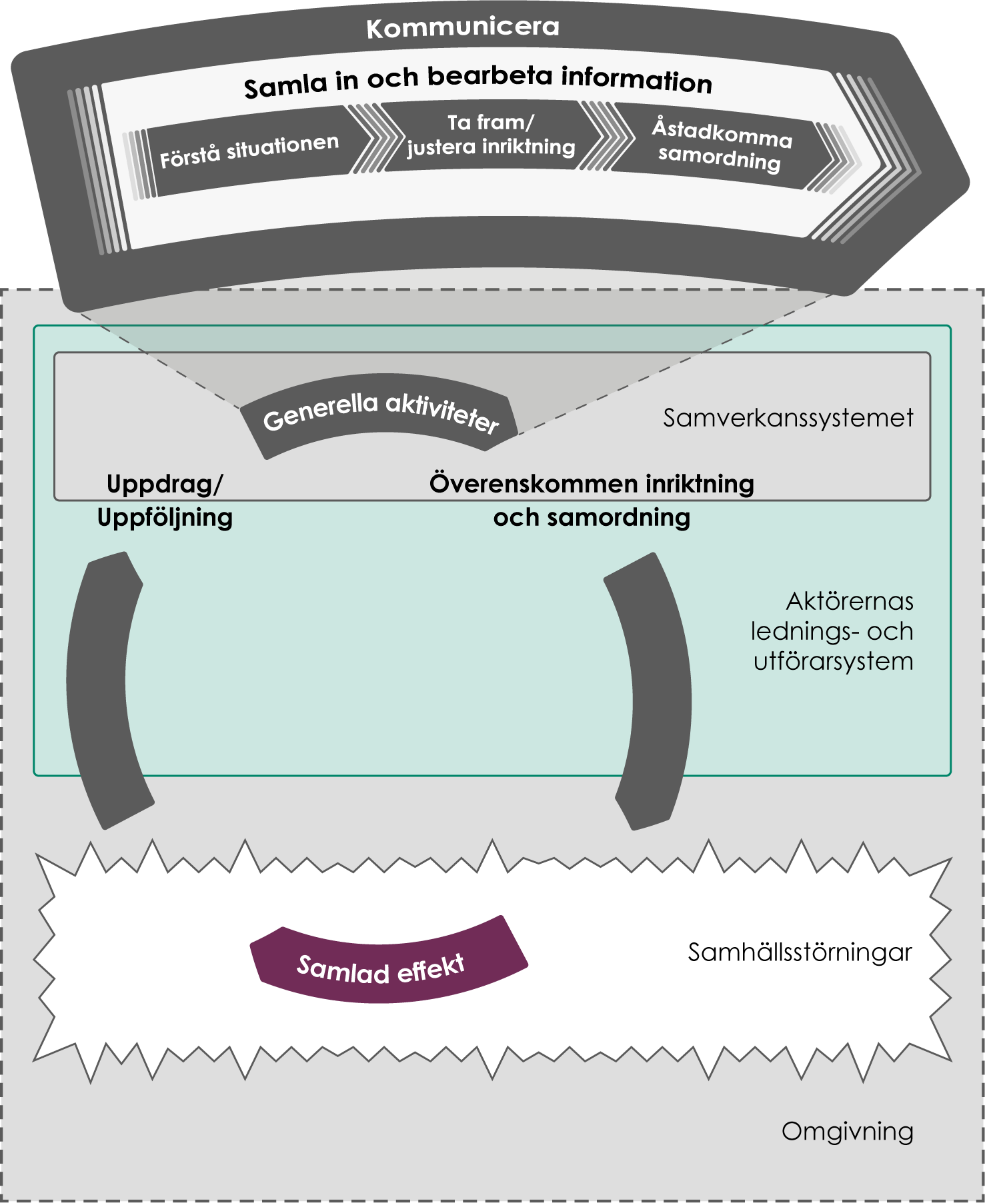 Kommunicera
Samla in och bearbeta information
Förstå situationen
Ta fram/
justera inriktning
Åstadkomma
samordning
Generella aktiviteter
Samverkanssystemet
Uppdrag/
Uppföljning
Överenskommen inriktning
och samordning
Aktörernas
lednings- och
utförarsystem
Samlad effekt
Samhällsstörningar
Omgivning